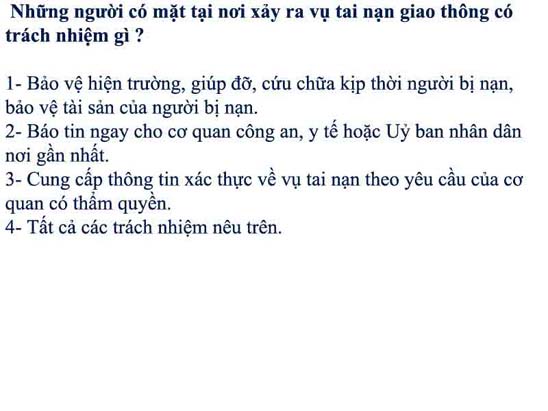 Những người có mặt tại nơi xảy ra vụ tai nạn giao thông có
trách nhiệm gì ?
1- Bảo vệ hiện trường, giúp đỡ, cứu chữa kịp thời người bị nạn,
bảo vệ tài sản của người bị nạn.
2- Báo tin ngay cho cơ quan công an, y tế hoặc Uỷ ban nhân dân
nơi gần nhất.
3- Cung cấp thông tin xác thực về vụ tai nạn theo yêu cầu của cơ
quan có thẩm quyền.
4- Tất cả các trách nhiệm nêu trên.